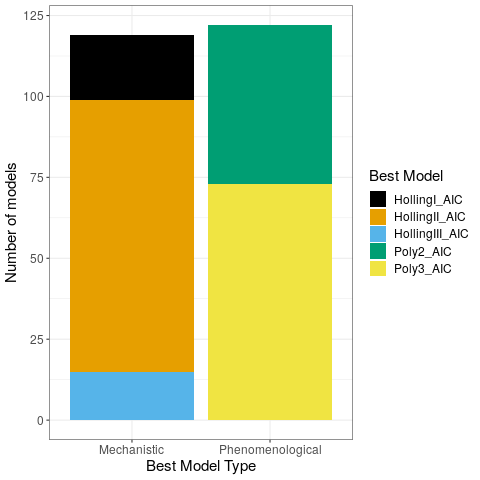 125
100
75
50
25
0
Number of models
Mechanistic
Phenomenological
Best Model Type
Best Model
HollingI_AIC
HollingII_AIC
HollingIII_AIC
Poly2_AIC
Poly3_AIC